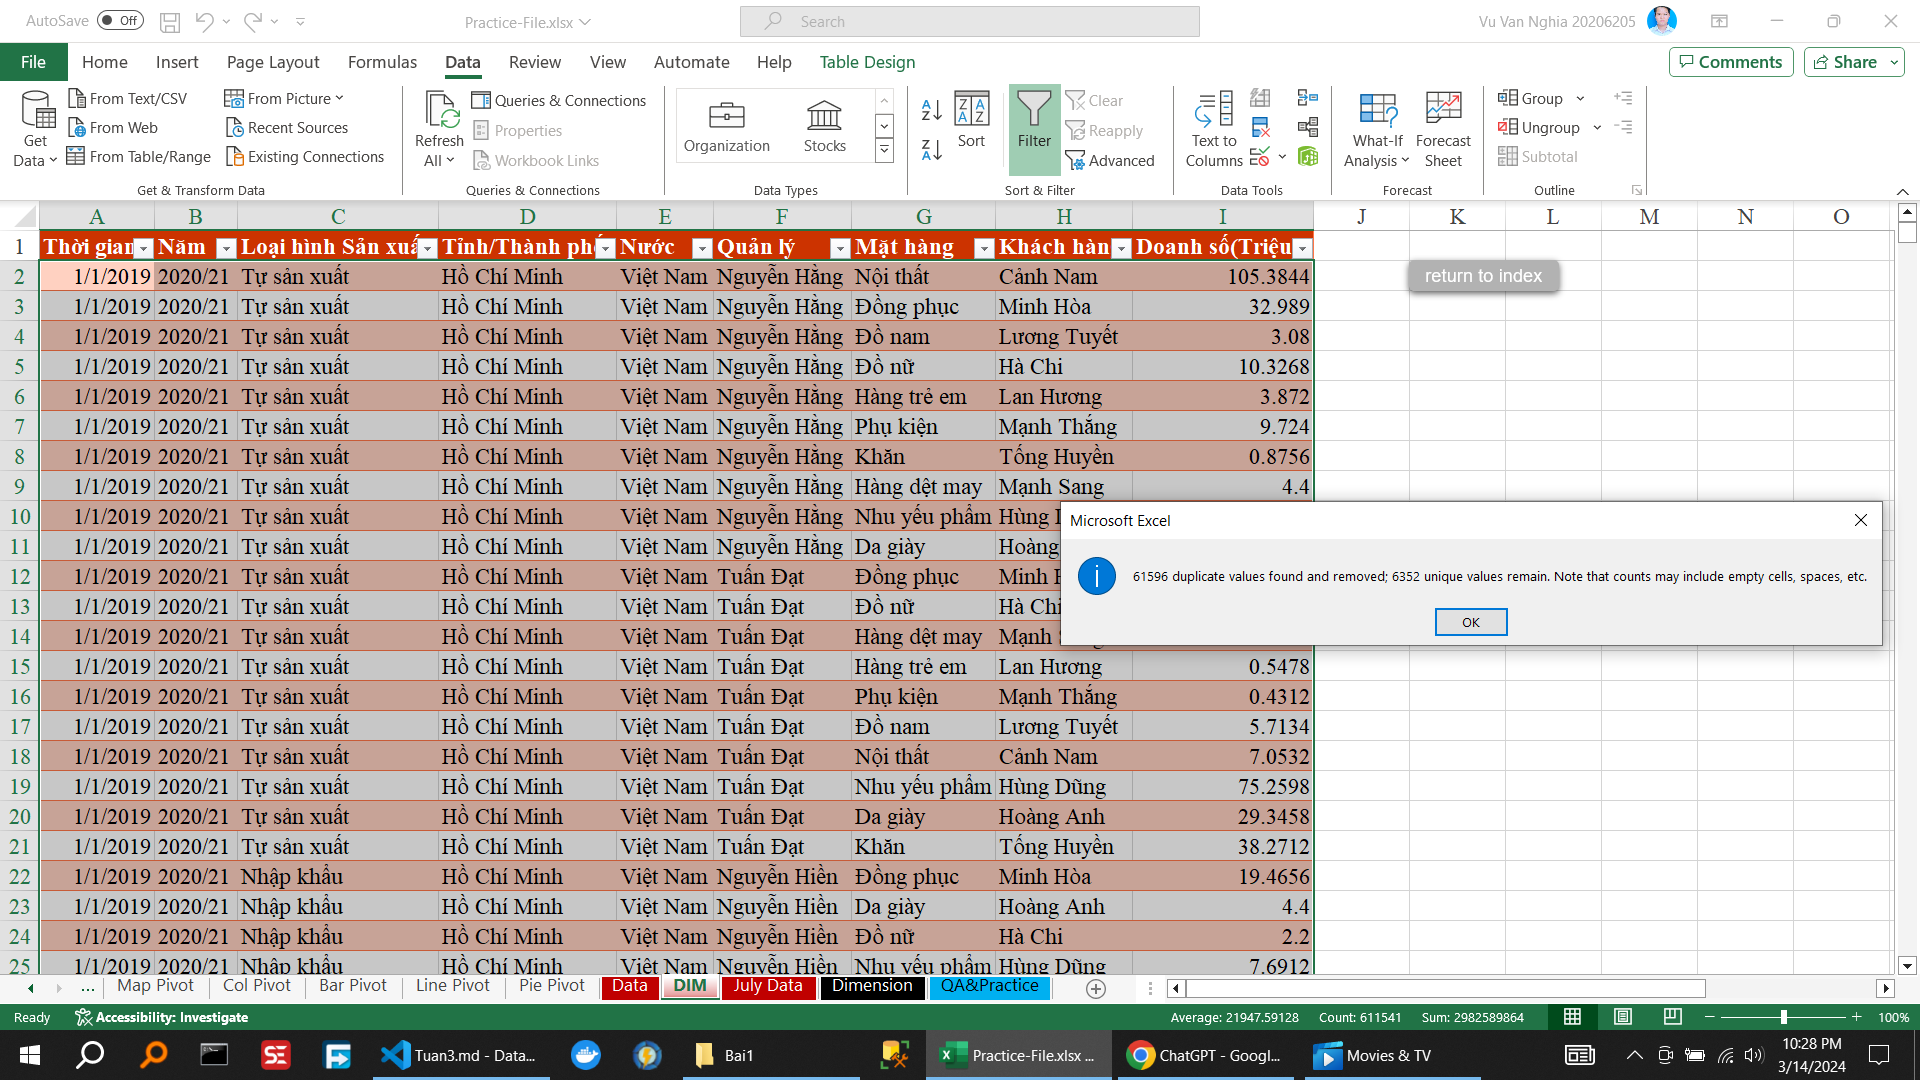 AutoSave Off Practice-File.xlsx Search Vu Van Nghia 20206205
File Home Insert Page Layout Formulas Data Review View Automate Help Table Design Comments Share
Get Data From Text/CSV From Web From Table/Range From Picture Recent Sources Existing Connections
Get & Transform Data
Refresh All Queries & Connections Properties Workbook Links
Queries & Connections
Organization Stocks
Data Types
Sort Filter Clear Reapply Advanced
Sort & Filter
Text to Columns
Data Tools
What-If Analysis Forecast Sheet
Forecast
Group Ungroup Subtotal
Outline
A B C D E F G H I J K L M N O
1 Thời gian Năm Loại hình Sản xuấ Tỉnh/Thành phố Nước Quản lý Mặt hàng Khách hàn Doanh số(Triệu
2 1/1/2019 2020/21 Tự sản xuất Hồ Chí Minh Việt Nam Nguyễn Hằng Nội thất Cảnh Nam 105.3844
return to index
3 1/1/2019 2020/21 Tự sản xuất Hồ Chí Minh Việt Nam Nguyễn Hằng Đồng phục Minh Hòa 32.989
4 1/1/2019 2020/21 Tự sản xuất Hồ Chí Minh Việt Nam Nguyễn Hằng Đồ nam Lương Tuyết 3.08
5 1/1/2019 2020/21 Tự sản xuất Hồ Chí Minh Việt Nam Nguyễn Hằng Đồ nữ Hà Chi 10.3268
6 1/1/2019 2020/21 Tự sản xuất Hồ Chí Minh Việt Nam Nguyễn Hằng Hàng trẻ em Lan Hương 3.872
7 1/1/2019 2020/21 Tự sản xuất Hồ Chí Minh Việt Nam Nguyễn Hằng Phụ kiện Mạnh Thắng 9.724
8 1/1/2019 2020/21 Tự sản xuất Hồ Chí Minh Việt Nam Nguyễn Hằng Khăn Tống Huyền 0.8756
9 1/1/2019 2020/21 Tự sản xuất Hồ Chí Minh Việt Nam Nguyễn Hằng Hàng dệt may Mạnh Sang 4.4
10 1/1/2019 2020/21 Tự sản xuất Hồ Chí Minh Việt Nam Nguyễn Hằng Nhu yếu phẩm Hùng
11 1/1/2019 2020/21 Tự sản xuất Hồ Chí Minh Việt Nam Nguyễn Hằng Da giày Hoàng
12 1/1/2019 2020/21 Tự sản xuất Hồ Chí Minh Việt Nam Tuấn Đạt Đồng phục Minh
13 1/1/2019 2020/21 Tự sản xuất Hồ Chí Minh Việt Nam Tuấn Đạt Đồ nữ Hà Chi
14 1/1/2019 2020/21 Tự sản xuất Hồ Chí Minh Việt Nam Tuấn Đạt Hàng dệt may Mạnh
Microsoft Excel
61596 duplicate values found and removed; 6352 unique values remain. Note that counts may include empty cells, spaces, etc.
OK
15 1/1/2019 2020/21 Tự sản xuất Hồ Chí Minh Việt Nam Tuấn Đạt Hàng trẻ em Lan Hương 0.5478
16 1/1/2019 2020/21 Tự sản xuất Hồ Chí Minh Việt Nam Tuấn Đạt Phụ kiện Mạnh Thắng 0.4312
17 1/1/2019 2020/21 Tự sản xuất Hồ Chí Minh Việt Nam Tuấn Đạt Đồ nam Lương Tuyết 5.7134
18 1/1/2019 2020/21 Tự sản xuất Hồ Chí Minh Việt Nam Tuấn Đạt Nội thất Cảnh Nam 7.0532
19 1/1/2019 2020/21 Tự sản xuất Hồ Chí Minh Việt Nam Tuấn Đạt Nhu yếu phẩm Hùng Dũng 75.2598
20 1/1/2019 2020/21 Tự sản xuất Hồ Chí Minh Việt Nam Tuấn Đạt Da giày Hoàng Anh 29.3458
21 1/1/2019 2020/21 Tự sản xuất Hồ Chí Minh Việt Nam Tuấn Đạt Khăn Tống Huyền 38.2712
22 1/1/2019 2020/21 Nhập khẩu Hồ Chí Minh Việt Nam Nguyễn Hiền Đồng phục Minh Hòa 19.4656
23 1/1/2019 2020/21 Nhập khẩu Hồ Chí Minh Việt Nam Nguyễn Hiền Da giày Hoàng Anh 4.4
24 1/1/2019 2020/21 Nhập khẩu Hồ Chí Minh Việt Nam Nguyễn Hiền Đồ nữ Hà Chi 2.2
25 1/1/2019 2020/21 Nhập khẩu Hồ Chí Minh Việt Nam Nguyễn Hiền Nhu yếu phẩm Hùng Dũng 7.6912
... Map Pivot Col Pivot Bar Pivot Line Pivot Pie Pivot Data DIM July Data Dimension QA&Practice
Ready Accessibility: Investigate Average: 21947.59128 Count: 611541 Sum: 2982589864 100%
Tuan3.md - Data... Bai1 Practice-File.xlsx ... ChatGPT - Googl... Movies & TV 10:28 PM
3/14/2024